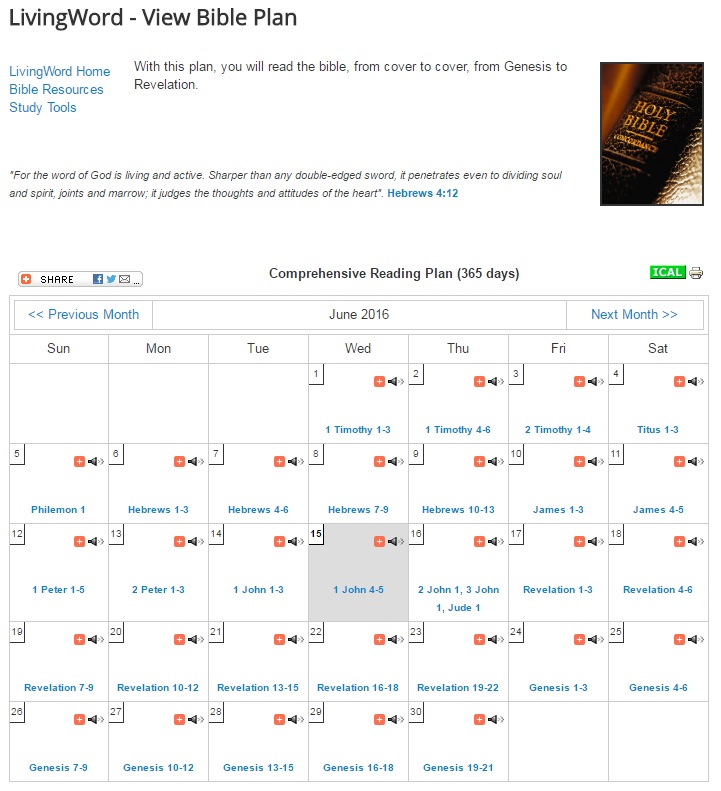 LivingWord - View Bible Plan
LivingWord Home
Bible Resources
Study Tools
With this plan, you will read the bible, from cover to cover, from Genesis to
Revelation.
HOLY
BIBLE
CONCORDANCE
"For the word of God is living and active. Sharper than any double-edged sword, it penetrates even to dividing soul
and spirit, joints and marrow; it judges the thoughts and attitudes of the heart". Hebrews 4:12
SHARE ...
Comprehensive Reading Plan (365 days)
ICAL
<< Previous Month June 2016 Next Month >>
Sun Mon Tue Wed Thu Fri Sat
1 2 3 4
1 Timothy 1-3 1 Timothy 4-6 2 Timothy 1-4 Titus 1-3
5 6 7 8 9 10 11
Philemon 1 Hebrews 1-3 Hebrews 4-6 Hebrews 7-9 Hebrews 10-13 James 1-3 James 4-5
12 13 14 15 16 17 18
1 Peter 1-5 2 Peter 1-3 1 John 1-3 1 John 4-5 2 John 1, 3 John Revelation 1-3 Revelation 4-6
1, Jude 1
19 20 21 22 23 24 25
Revelation 7-9 Revelation 10-12 Revelation 13-15 Revelation 16-18 Revelation 19-22 Genesis 1-3 Genesis 4-6
26 27 28 29 30
Genesis 7-9 Genesis 10-12 Genesis 13-15 Genesis 16-18 Genesis 19-21